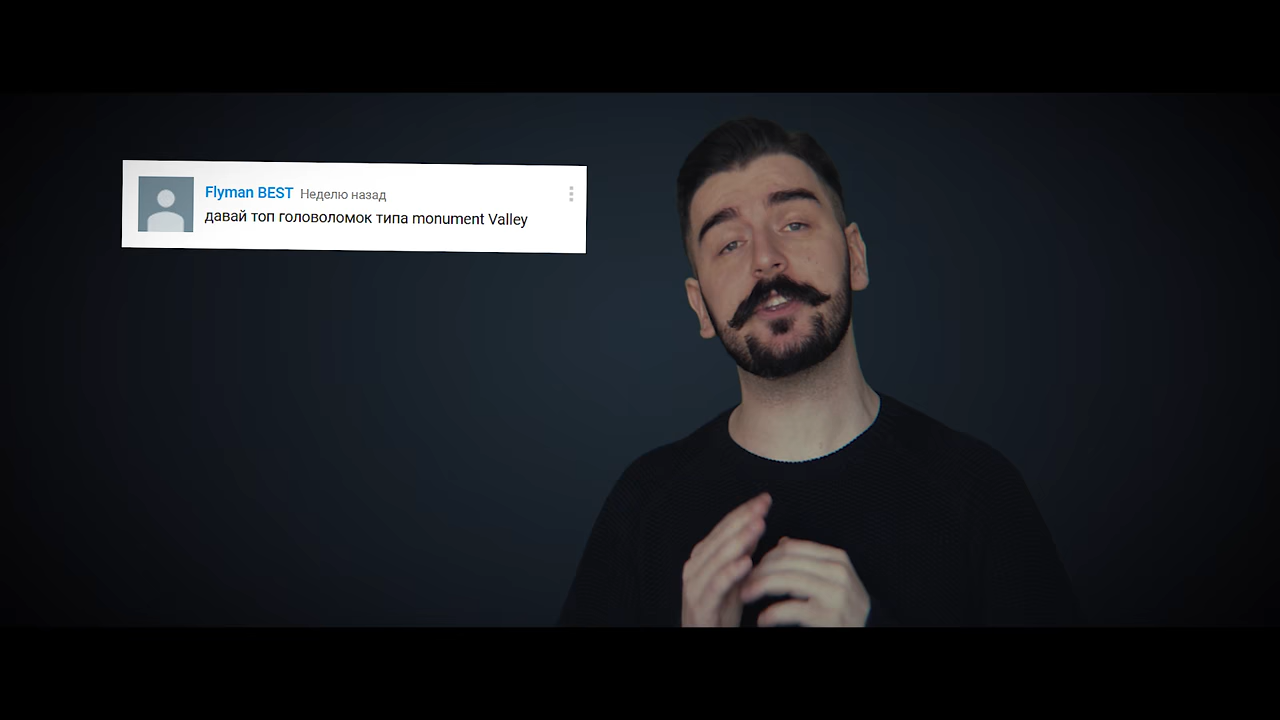 Flyman BEST Неделю назад
давай топ головоломок типа monument Valley